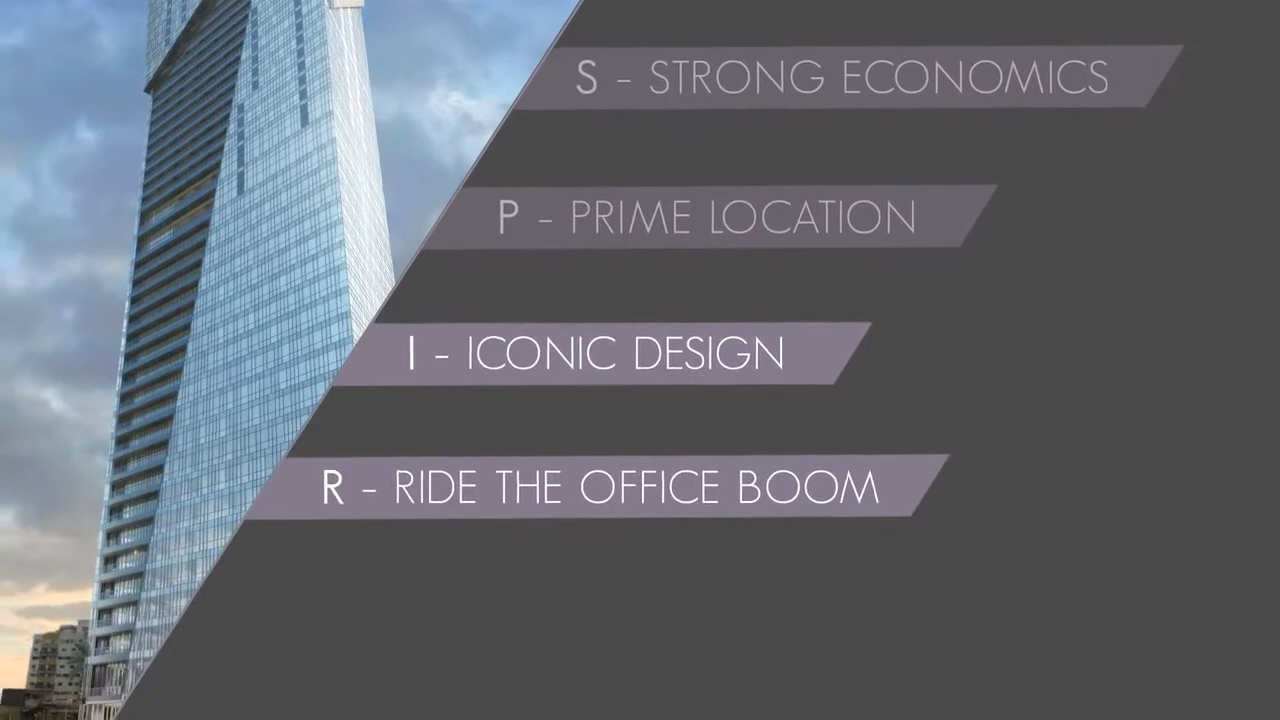 S - STRONG ECONOMICS
P - PRIME LOCATION
I - ICONIC DESIGN
R - RIDE THE OFFICE BOOM